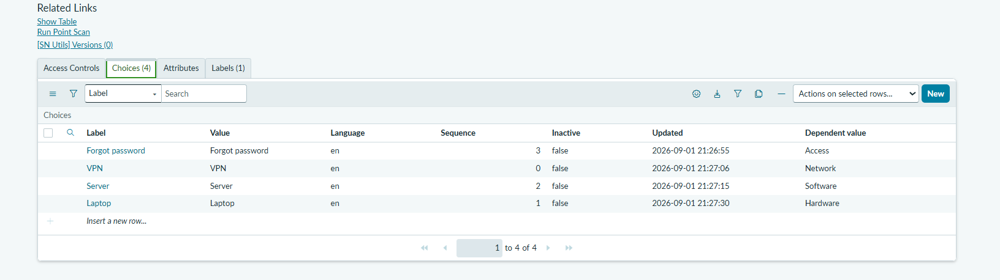 Related Links
Show Table
Run Point Scan
[SN Utils] Versions (0)
Access Controls Choices (4) Attributes Labels (1)
Label Search Actions on selected rows... New
Choices
Label Value Language Sequence Inactive Updated Dependent value
Forgot password Forgot password en 3 false 2026-09-01 21:26:55 Access
VPN VPN en 0 false 2026-09-01 21:27:06 Network
Server Server en 2 false 2026-09-01 21:27:15 Software
Laptop Laptop en 1 false 2026-09-01 21:27:30 Hardware
Insert a new row...
1 to 4 of 4